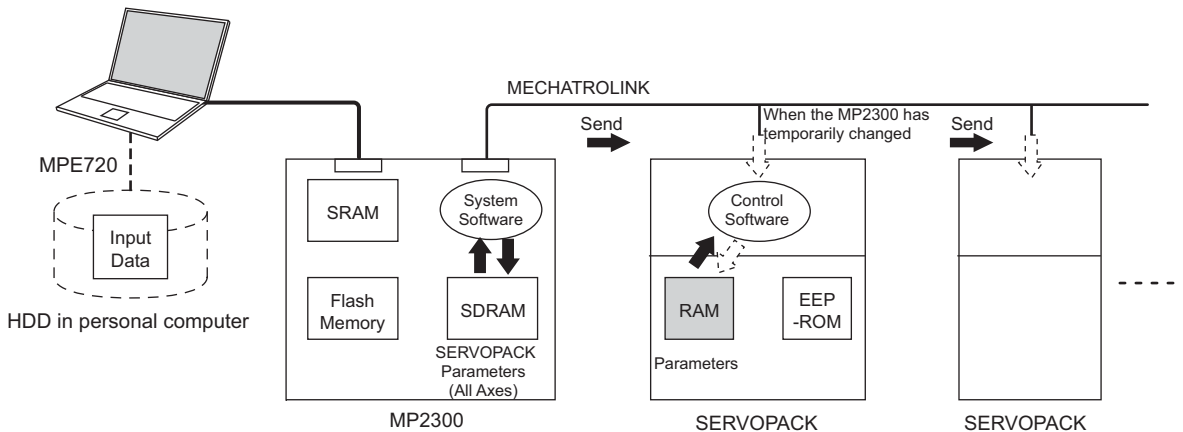 MPE720
Input
Data
HDD in personal computer
MECHATROLINK
SRAM
System
Software
Flash
Memory
SDRAM
SERVOPACK
Parameters
(All Axes)
MP2300
Send
When the MP2300 has
temporarily changed
Control
Software
RAM
EEP
-ROM
Parameters
SERVOPACK
Send
SERVOPACK